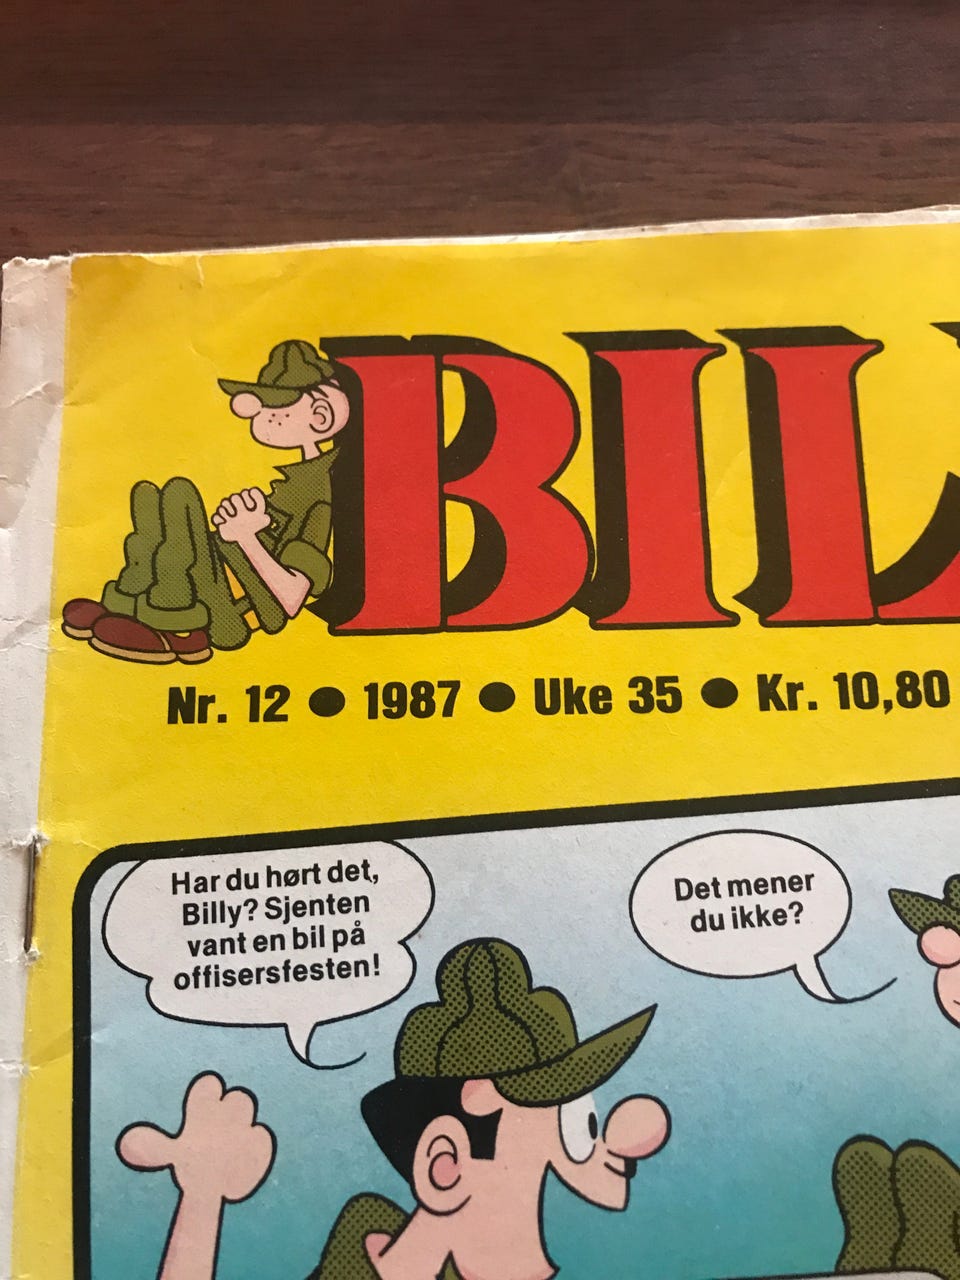 BIL
Nr. 12 ● 1987 ● Uke 35 ● Kr. 10,80
Har du hørt det,
Billy? Sjenten
vant en bil på
offisersfesten!
Det mener
du ikke?